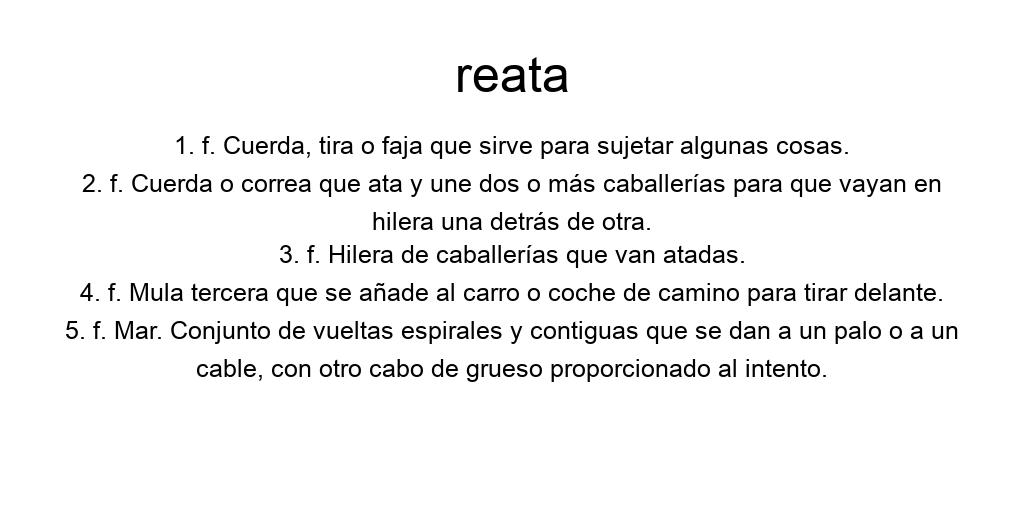 reata
1. f. Cuerda, tira o faja que sirve para sujetar algunas cosas.
2. f. Cuerda o correa que ata y une dos o más caballerías para que vayan en
hilera una detrás de otra.
3. f. Hilera de caballerías que van atadas.
4. f. Mula tercera que se añade al carro o coche de camino para tirar delante.
5. f. Mar. Conjunto de vueltas espirales y contiguas que se dan a un palo o a un
cable, con otro cabo de grueso proporcionado al intento.